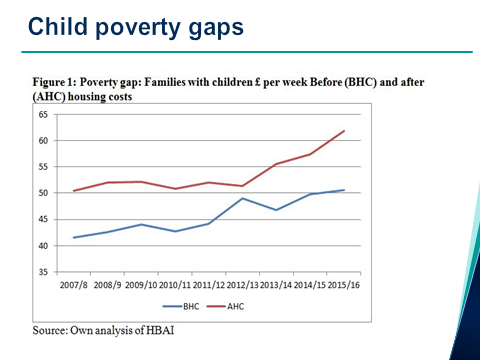 Child poverty gaps
Figure 1: Poverty gap: Families with children £ per week Before (BHC) and after
(AHC) housing costs
65
60
55
50
45
40
35
2007/8 2008/9 2009/10 2010/11 2011/12 2012/13 2013/14 2014/15 2015/16
BHC AHC
Source: Own analysis of HBAI